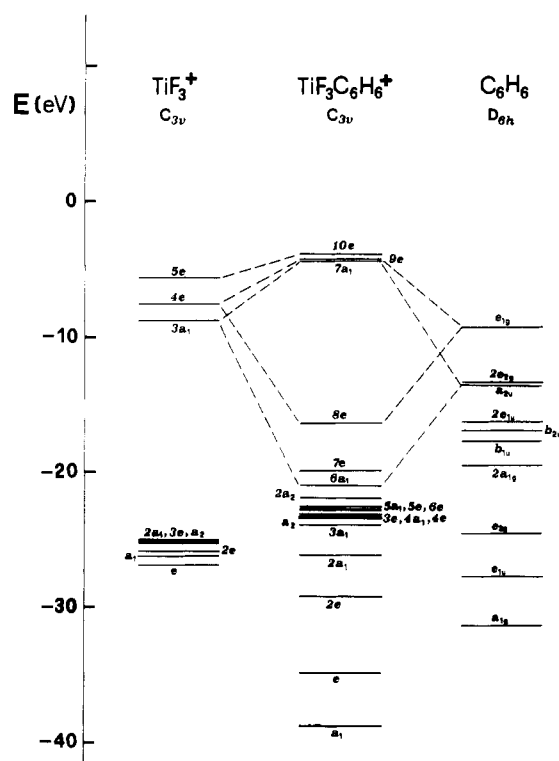 TiF₃⁺ TiF₃C₆H₆⁺ C₆H₆
E (eV) C₃ᵥ C₃ᵥ D₆ₕ
0
10e
9e
7a₁
5e
4e
3a₁
-10
e₁g
2e₂g
a₂u
8e
2e₁u
b₂u
b₁u
7e
2a₁g
-20
6a₁
2a₂
5a₁, 5e, 6e
a₂ 3e, 4a₁, 4e
3a₁
2a₁, 3e, a₂
a₁ 2e
e
2a₁
e₂g
e₁u
2e
-30
a₁g
e
a₁
-40